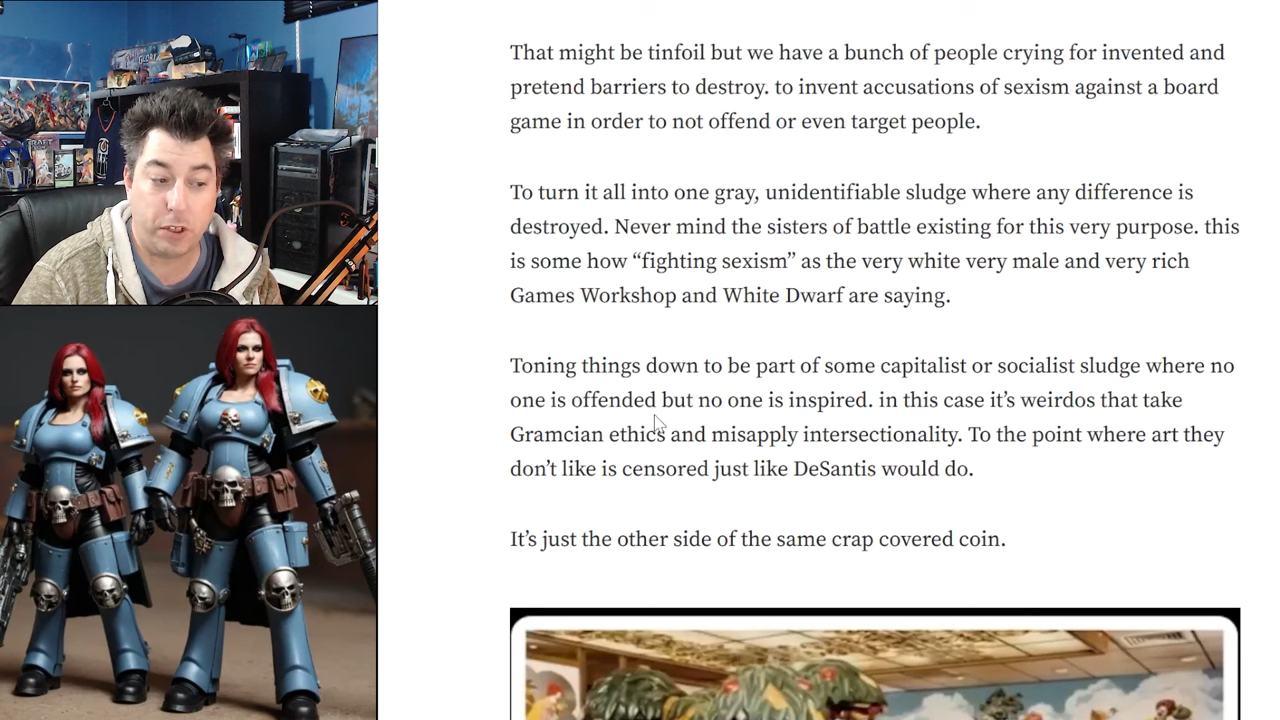 That might be tinfoil but we have a bunch of people crying for invented and
pretend barriers to destroy. to invent accusations of sexism against a board
game in order to not offend or even target people.
To turn it all into one gray, unidentifiable sludge where any difference is
destroyed. Never mind the sisters of battle existing for this very purpose. this
is some how “fighting sexism” as the very white very male and very rich
Games Workshop and White Dwarf are saying.
Toning things down to be part of some capitalist or socialist sludge where no
one is offended but no one is inspired. in this case it’s weirdos that take
Gramcian ethics and misapply intersectionality. To the point where art they
don’t like is censored just like DeSantis would do.
It’s just the other side of the same crap covered coin.